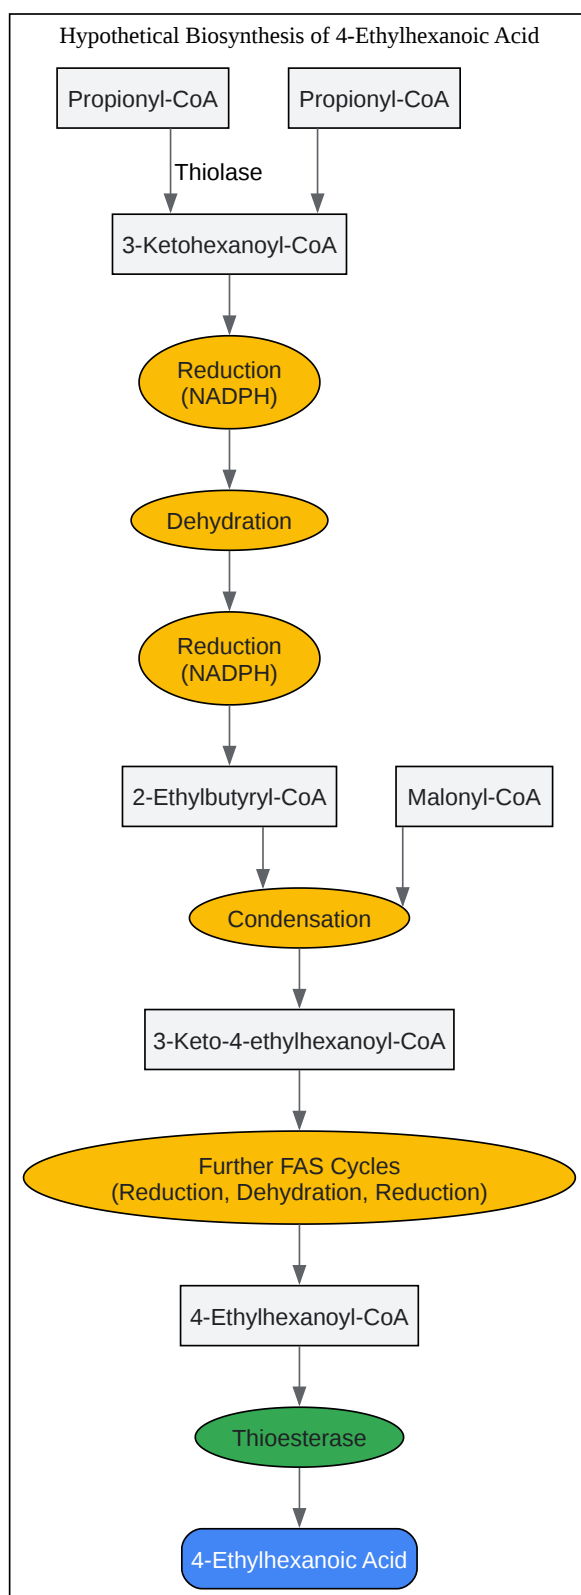 Hypothetical Biosynthesis of 4-Ethylhexanoic Acid
Propionyl-CoA
Propionyl-CoA
Thiolase
3-Ketohexanoyl-CoA
Reduction
(NADPH)
Dehydration
Reduction
(NADPH)
2-Ethylbutyryl-CoA
Malonyl-CoA
Condensation
3-Keto-4-ethylhexanoyl-CoA
Further FAS Cycles
(Reduction, Dehydration, Reduction)
4-Ethylhexanoyl-CoA
Thioesterase
4-Ethylhexanoic Acid